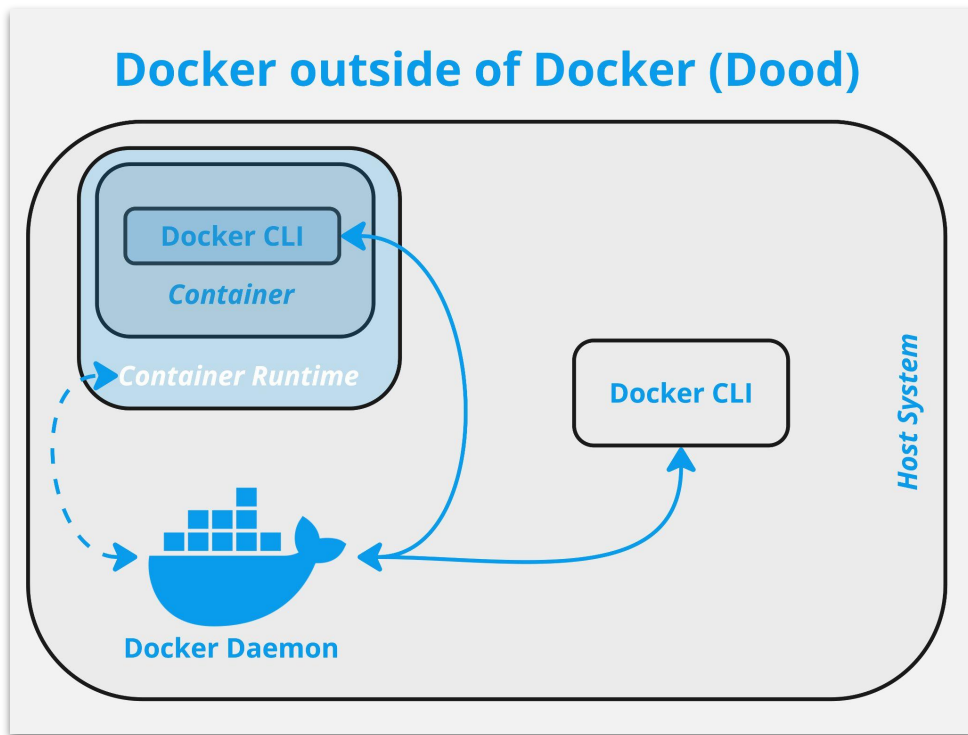 Docker outside of Docker (Dood)
Docker CLI
Container
Container Runtime
Docker CLI
Host System
Docker Daemon